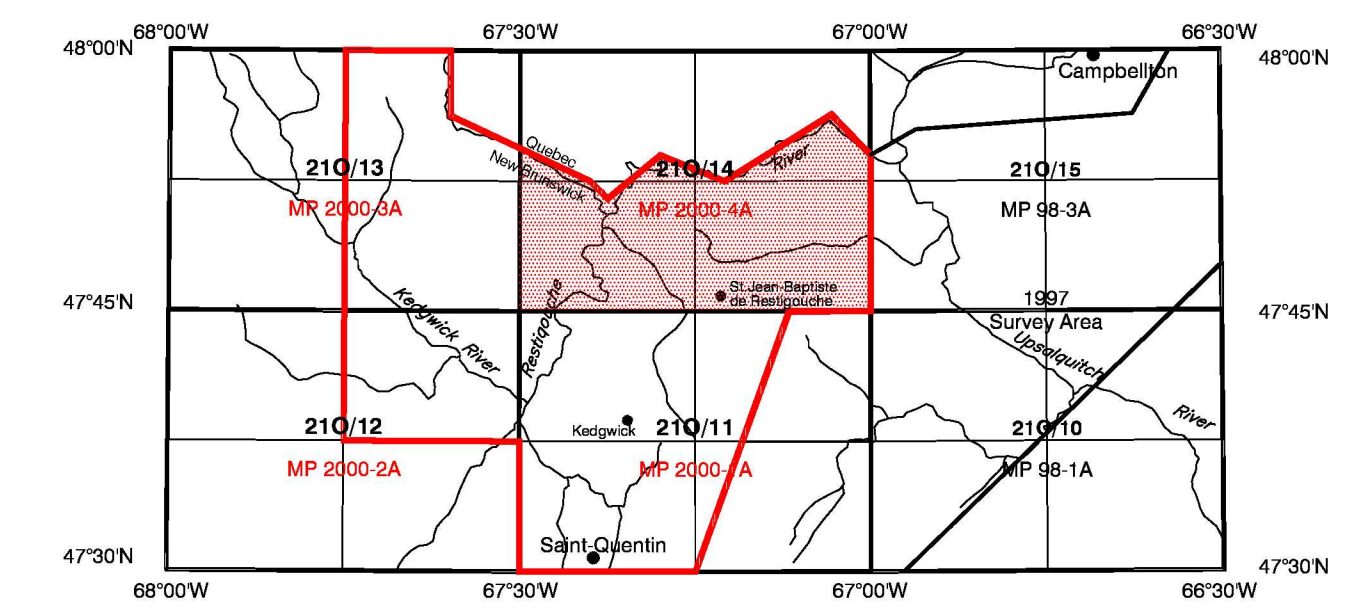 68°00'W 67°30'W 67°00'W 66°30'W
48°00'N 48°00'N
Campbellton
Quebec
New Brunswick
River
21O/13 21O/14 21O/15
MP 2000-3A MP 2000-4A MP 98-3A
St.Jean-Baptiste
de Restigouche
47°45'N 47°45'N
1997
Survey Area
Kedgwick River
Restigouche
Upsalquitch
River
Kedgwick
21O/12 21O/11 21O/10
MP 2000-2A MP 2000-1A MP 98-1A
Saint-Quentin
47°30'N 47°30'N
68°00'W 67°30'W 67°00'W 66°30'W